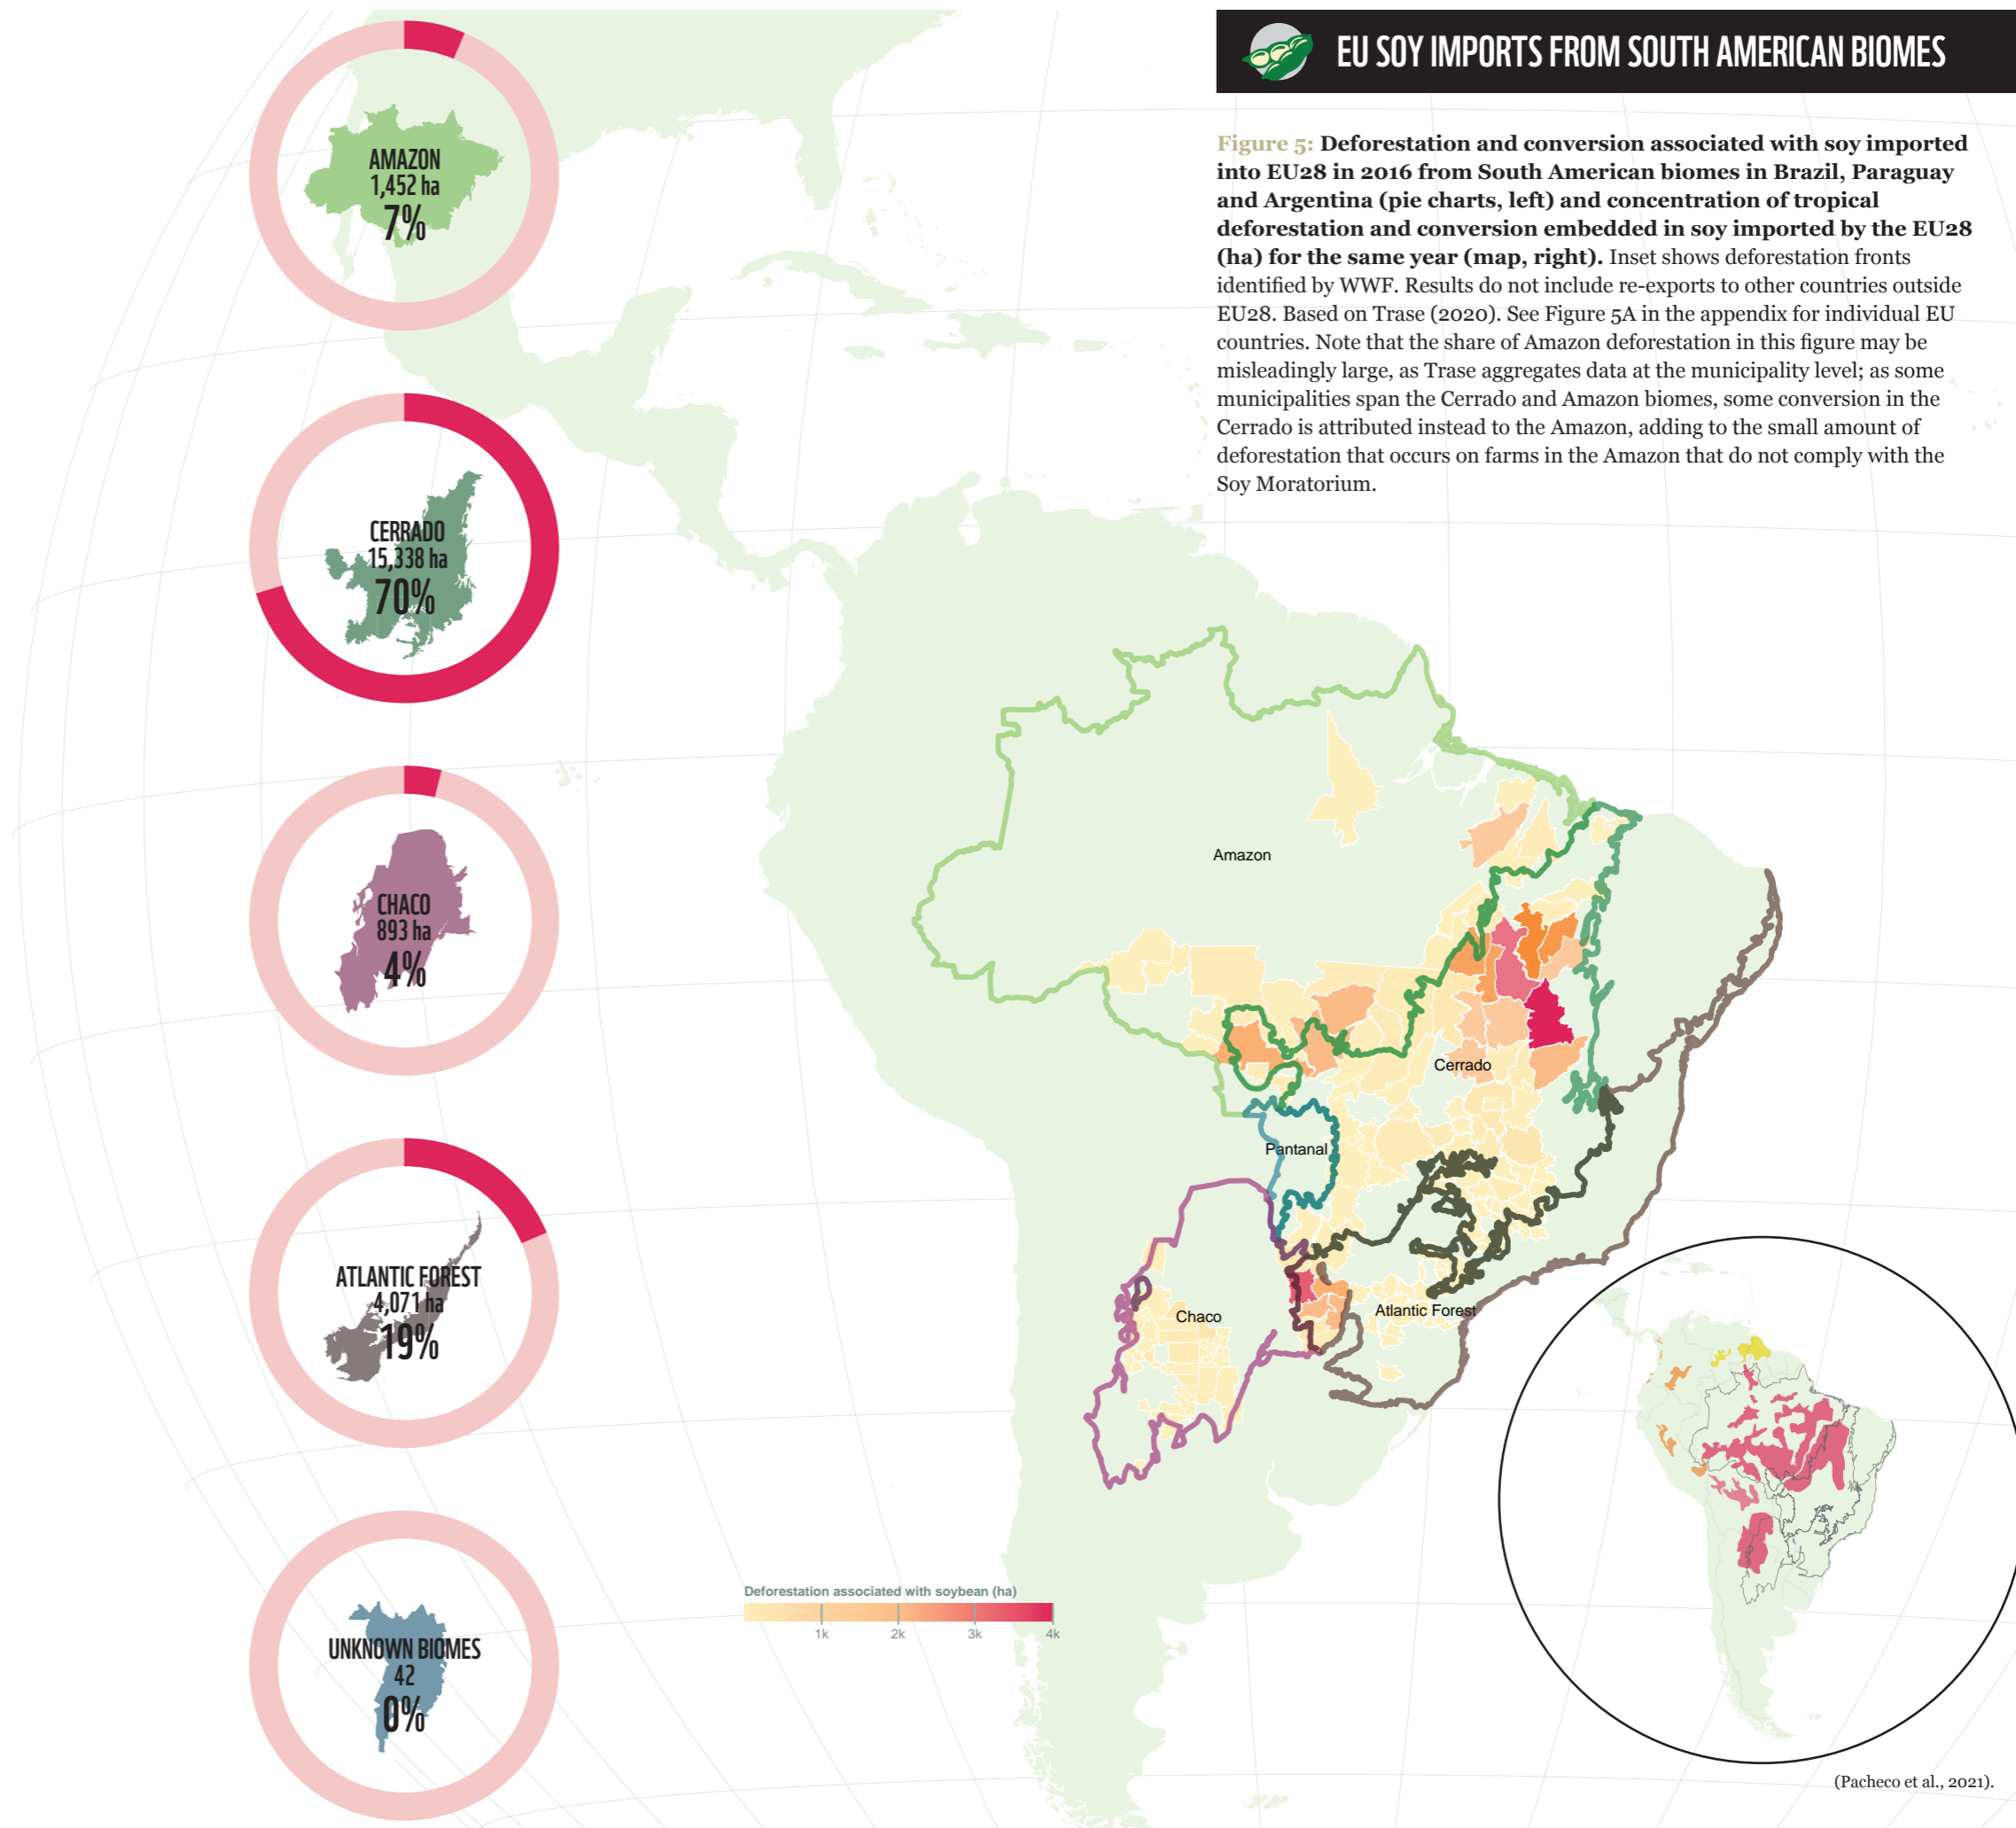 EU SOY IMPORTS FROM SOUTH AMERICAN BIOMES
Figure 5: Deforestation and conversion associated with soy imported
into EU28 in 2016 from South American biomes in Brazil, Paraguay
and Argentina (pie charts, left) and concentration of tropical
deforestation and conversion embedded in soy imported by the EU28
(ha) for the same year (map, right). Inset shows deforestation fronts
identified by WWF. Results do not include re-exports to other countries outside
EU28. Based on Trase (2020). See Figure 5A in the appendix for individual EU
countries. Note that the share of Amazon deforestation in this figure may be
misleadingly large, as Trase aggregates data at the municipality level; as some
municipalities span the Cerrado and Amazon biomes, some conversion in the
Cerrado is attributed instead to the Amazon, adding to the small amount of
deforestation that occurs on farms in the Amazon that do not comply with the
Soy Moratorium.
AMAZON
1,452 ha
7%
CERRADO
15,338 ha
70%
CHACO
893 ha
4%
ATLANTIC FOREST
4,071 ha
19%
UNKNOWN BIOMES
42
0%
Amazon
Cerrado
Pantanal
Chaco
Atlantic Forest
Deforestation associated with soybean (ha)
1k
2k
3k
4k
(Pacheco et al., 2021).